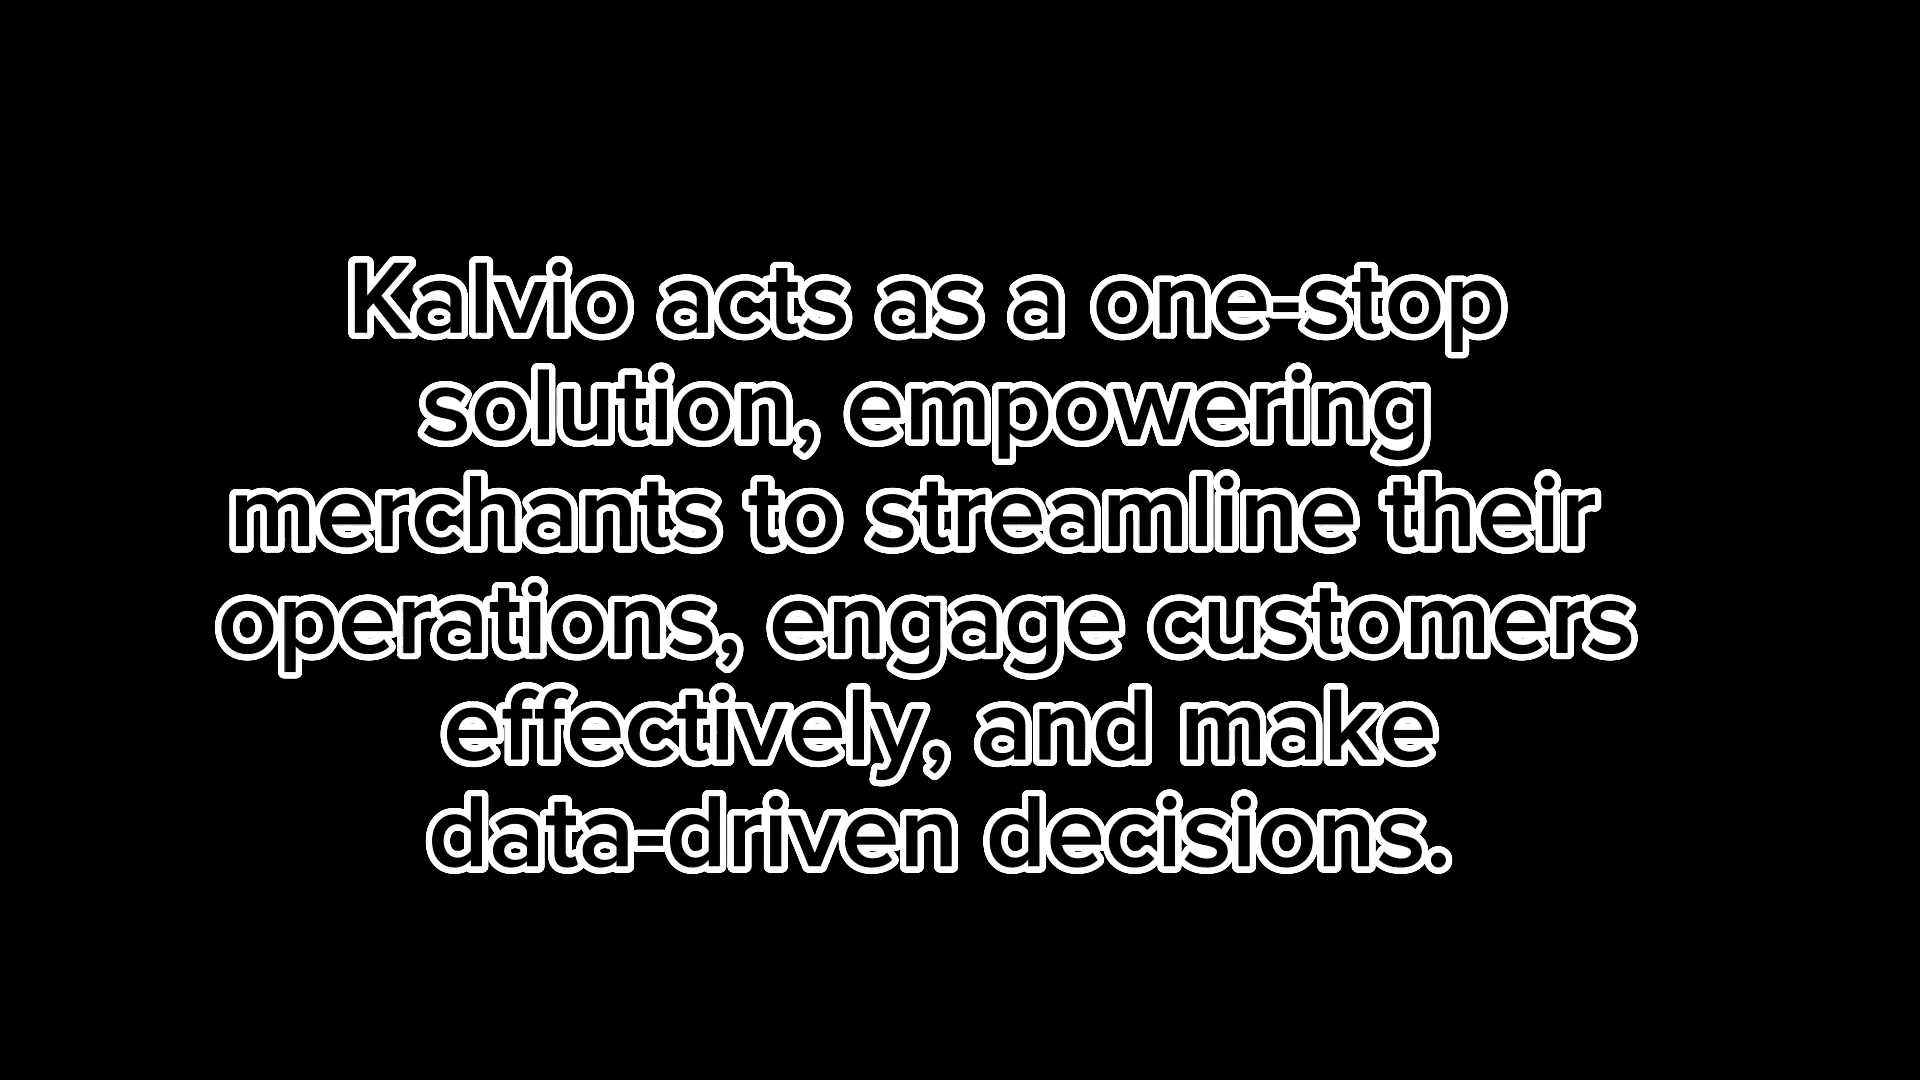 Kalvio acts as a one-stop
solution, empowering
merchants to streamline their
operations, engage customers
effectively, and make
data-driven decisions.